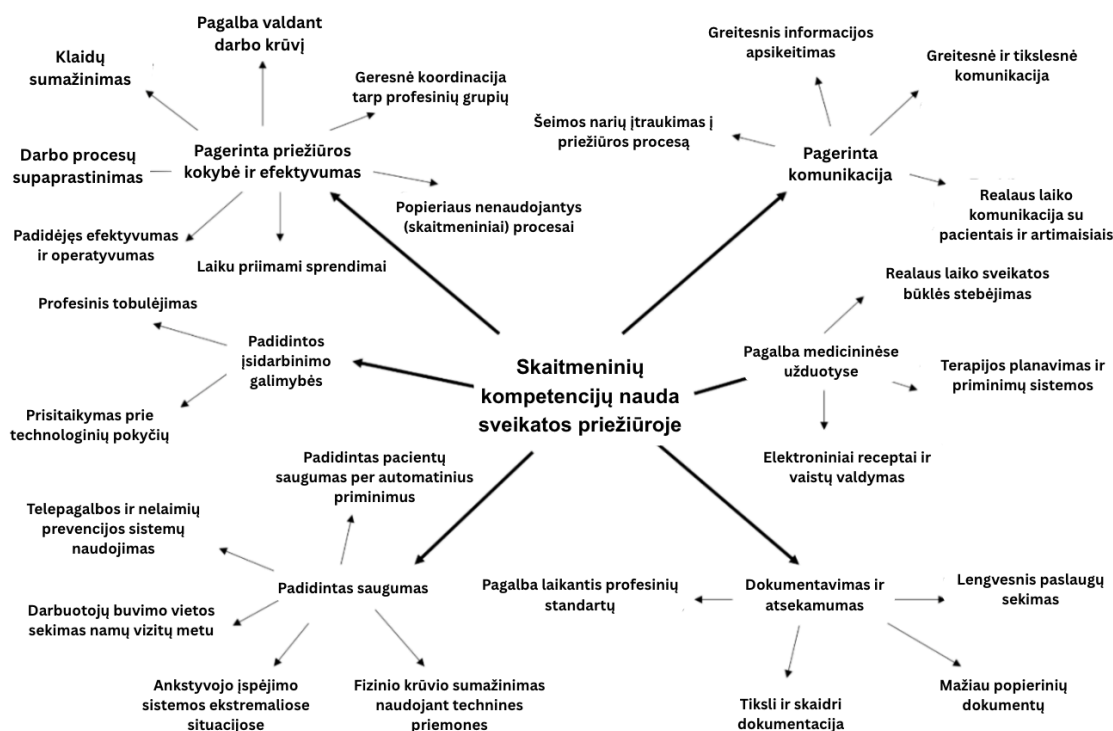 Pagalba valdant
darbo krūvį
Klaidų
sumažinimas
Geresnė koordinacija
tarp profesinių grupių
Darbo procesų
supaprastinimas
Pagerinta priežiūros
kokybė ir efektyvumas
Popieriaus nenaudojantys
(skaitmeniniai) procesai
Padidėjęs efektyvumas
ir operatyvumas
Laiku priimami sprendimai
Greitesnis informacijos
apsikeitimas
Greitesnė ir tikslesnė
komunikacija
Šeimos narių įtraukimas į
priežiūros procesą
Pagerinta
komunikacija
Realaus laiko
komunikacija su
pacientais ir artimaisiais
Profesinis tobulėjimas
Padidintos
įsidarbinimo
galimybės
Prisitaikymas prie
technologinių pokyčių
Skaitmeninių
kompetencijų nauda
sveikatos priežiūroje
Realaus laiko sveikatos
būklės stebėjimas
Pagalba medicininėse
užduotyse
Terapijos planavimas ir
priminimų sistemos
Elektroniniai receptai ir
vaistų valdymas
Padidintas pacientų
saugumas per automatinius
priminimus
Telepagalbos ir nelaimių
prevencijos sistemų
naudojimas
Padidintas saugumas
Darbuotojų buvimo vietos
sekimas namų vizitų metu
Ankstyvojo įspėjimo
sistemos ekstremaliose
situacijose
Fizinio krūvio sumažinimas
naudojant technines
priemones
Pagalba laikantis profesinių
standartų
Dokumentavimas ir
atsekamumas
Lengvesnis paslaugų
sekimas
Tiksli ir skaidri
dokumentacija
Mažiau popierinių
dokumentų